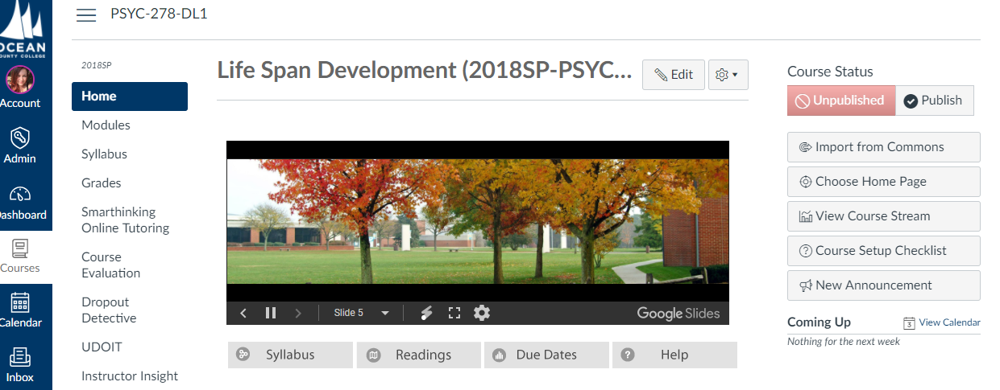 OCEAN
COUNTY COLLEGE
Account
Admin
Dashboard
Courses
Calendar
Inbox
PSYC-278-DL1
2018SP
Home
Modules
Syllabus
Grades
Smarthinking
Online Tutoring
Course
Evaluation
Dropout
Detective
UDOIT
Instructor Insight
Life Span Development (2018SP-PSYC...
Edit
Slide 5
Google Slides
Syllabus
Readings
Due Dates
Help
Course Status
Unpublished
Publish
Import from Commons
Choose Home Page
View Course Stream
Course Setup Checklist
New Announcement
Coming Up
3
View Calendar
Nothing for the next week